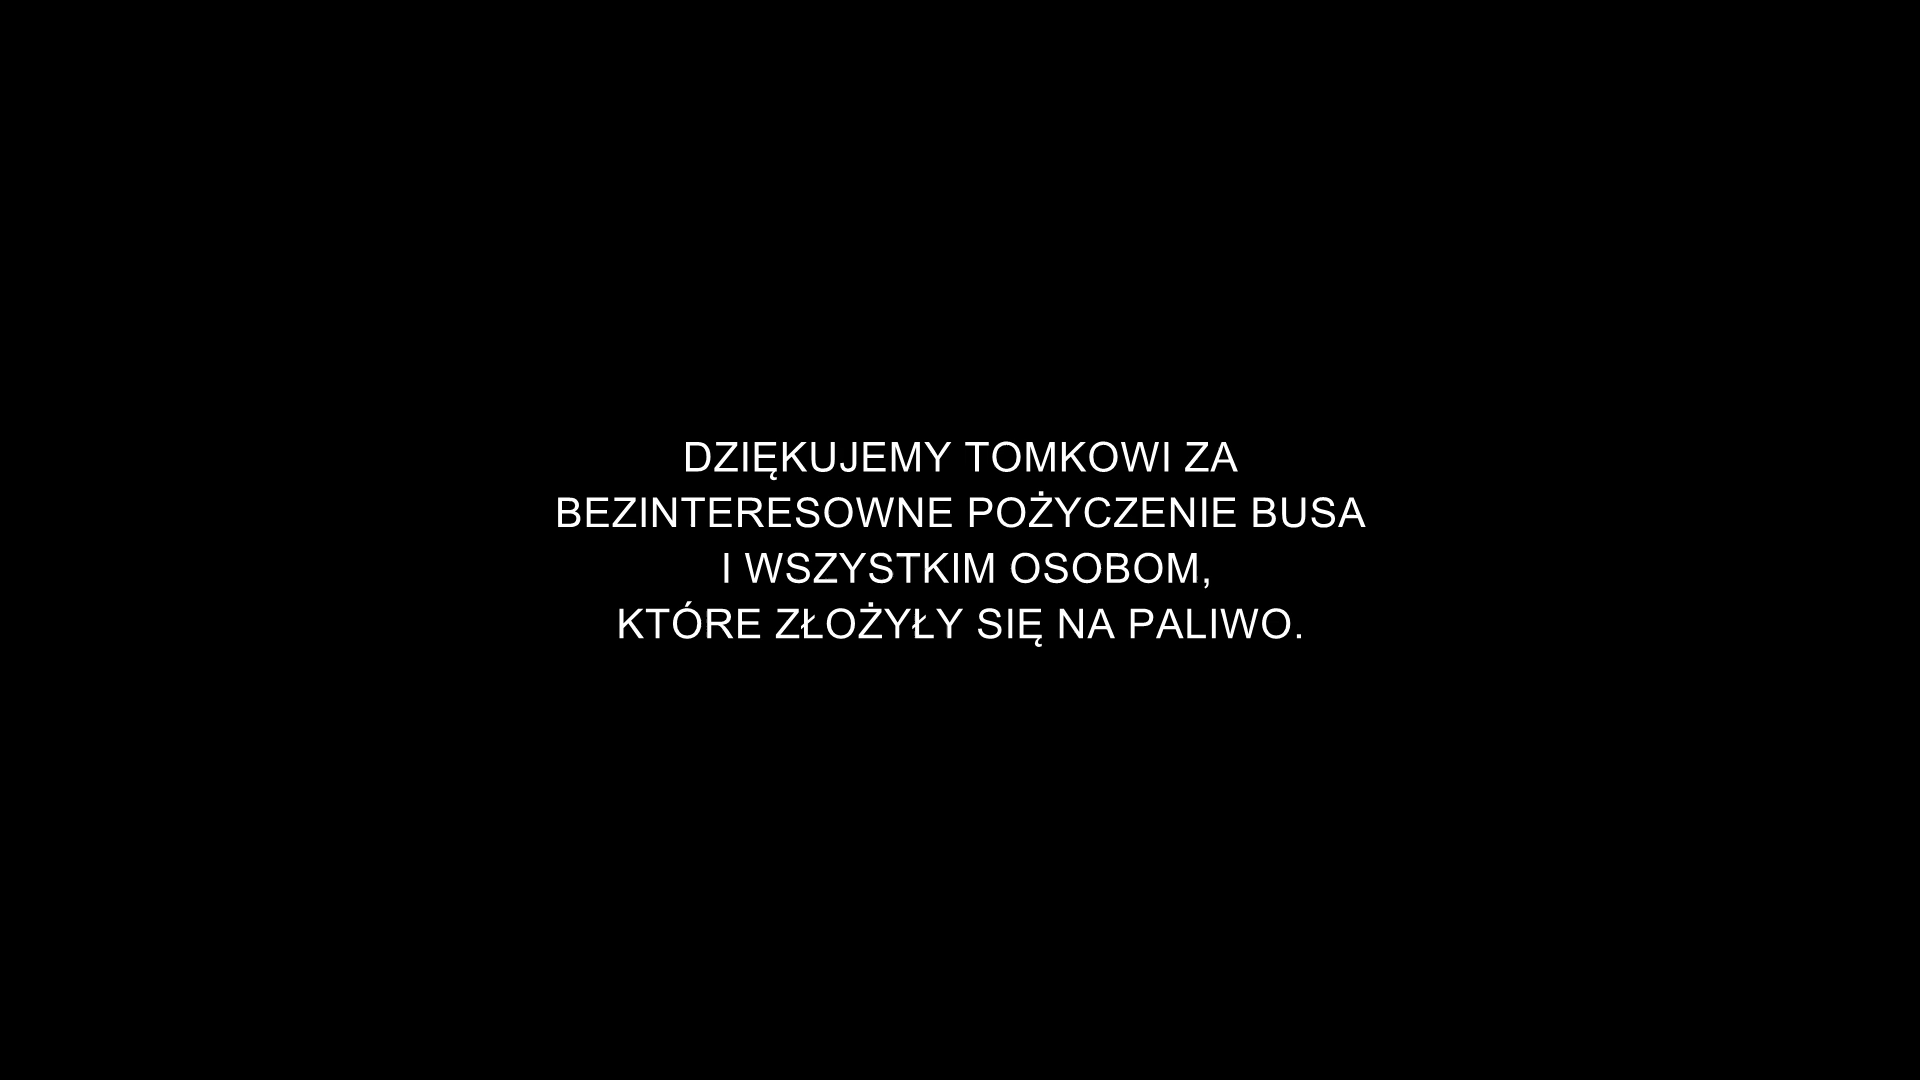 DZIĘKUJEMY TOMKOWI ZA
BEZINTERESOWNE POŻYCZENIE BUSA
I WSZYSTKIM OSOBOM,
KTÓRE ZŁOŻYŁY SIĘ NA PALIWO.